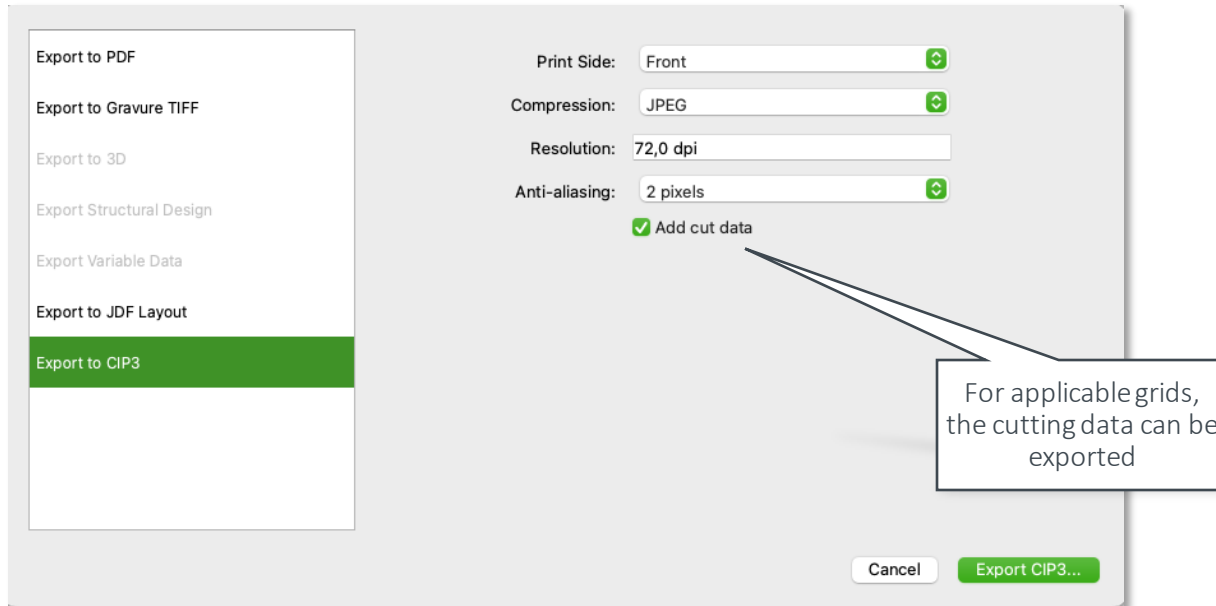 Export to PDF
Export to Gravure TIFF
Export to 3D
Export Structural Design
Export Variable Data
Export to JDF Layout
Export to CIP3
Print Side: Front
Compression: JPEG
Resolution: 72,0 dpi
Anti-aliasing: 2 pixels
Add cut data
For applicable grids,
the cutting data can be
exported
Cancel Export CIP3...